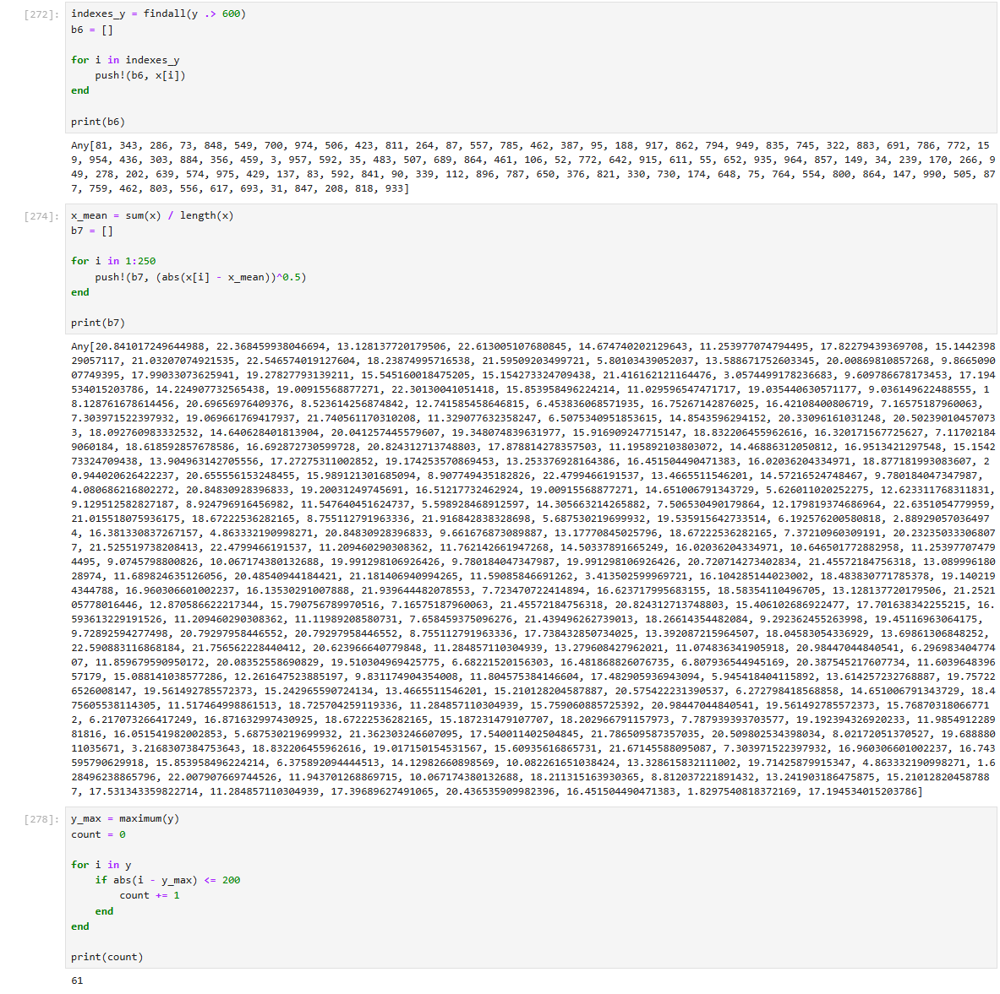 [272]: indexes_y = findall(y .> 600)
b6 = []
for i in indexes_y
push!(b6, x[i])
end
print(b6)
Any[81, 343, 286, 73, 848, 549, 700, 974, 506, 423, 811, 264, 87, 557, 785, 462, 387, 95, 188, 917, 862, 794, 949, 835, 745, 322, 883, 691, 786, 772, 15
9, 954, 436, 303, 884, 356, 459, 3, 957, 592, 35, 483, 507, 689, 864, 461, 106, 52, 772, 642, 915, 611, 55, 652, 935, 964, 857, 149, 34, 239, 170, 266, 9
49, 278, 202, 639, 574, 975, 429, 137, 83, 592, 841, 90, 339, 112, 896, 787, 650, 376, 821, 330, 730, 174, 648, 75, 764, 554, 800, 864, 147, 990, 505, 87
7, 759, 462, 803, 556, 617, 693, 31, 847, 208, 818, 933]
[274]: x_mean = sum(x) / length(x)
b7 = []
for i in 1:250
push!(b7, (abs(x[i] - x_mean))^0.5)
end
print(b7)
Any[20.841017249644988, 22.368459938046694, 13.128137720179506, 22.613005107680845, 14.674740202129643, 11.253977074794495, 17.82279439369708, 15.1442398
29057117, 21.03207074921535, 22.546574019127604, 18.23874995716538, 21.59509203499721, 5.80103439052037, 13.588671752603345, 20.00869810857268, 9.8665090
07749395, 17.99033073625941, 19.27827793139211, 15.545160018475205, 15.154273324709438, 21.416162121164476, 3.0574499178236683, 9.609786678173453, 17.194
534015203786, 14.224907732565438, 19.00915568877271, 22.30130041051418, 15.853958496224214, 11.029596547471717, 19.035440630571177, 9.036149622488555, 1
8.128761678614456, 20.69656976409376, 8.523614256874842, 12.741585458646815, 6.453836068571935, 16.75267142876025, 16.42108400806719, 7.16575187960063,
7.303971522397932, 19.069661769417937, 21.740561170310208, 11.329077632358247, 6.5075340951853615, 14.8543596294152, 20.33096161031248, 20.50239010457073
3, 18.092760983332532, 14.640628401813904, 20.041257445579607, 19.348074839631977, 15.916909247715147, 18.832206455962616, 16.320171567725627, 7.11702184
9060184, 18.618592857678586, 16.692872730599728, 20.824312713748803, 17.878814278357503, 11.195892103803072, 14.46886312050812, 16.9513421297548, 15.1542
73324709438, 13.904963142705556, 17.27275311002852, 19.174253570869453, 13.253376928164386, 16.451504490471383, 16.02036204334971, 18.877181993083607, 2
0.944020626422237, 20.655556153248455, 15.989121301685094, 8.907749435182826, 22.4799466191537, 13.4665511546201, 14.57216524748467, 9.780184047347987,
4.080686216802272, 20.84830928396833, 19.20031249745691, 16.51217732462924, 19.00915568877271, 14.651006791343729, 5.626011020252275, 12.623311768311831,
9.129512582827187, 8.924796916456982, 11.547640451624737, 5.598928468912597, 14.305663214265882, 7.506530490179864, 12.179819374686964, 22.6351054779959,
21.015518075936175, 18.67222536282165, 8.755112791963336, 21.916842838328698, 5.687530219699932, 19.535915642733514, 6.192576200580818, 2.88929057036497
4, 16.381330837267157, 4.863332190998271, 20.84830928396833, 9.661676873089887, 13.17770845025796, 18.67222536282165, 7.37210960309191, 20.23235033306807
7, 21.525519738208413, 22.4799466191537, 11.209460290308362, 11.762142661947268, 14.50337891665249, 16.02036204334971, 10.646501772882958, 11.25397707479
4495, 9.0745798800826, 10.067174380132688, 19.991298106926426, 9.780184047347987, 19.991298106926426, 20.720714273402834, 21.45572184756318, 13.089996180
28974, 11.689824635126056, 20.48540944184421, 21.181406940994265, 11.59085846691262, 3.413502599969721, 16.104285144023002, 18.483830771785378, 19.140219
4344788, 16.960306601002237, 16.13530291007888, 21.939644482078553, 7.723470722414894, 16.623717995683155, 18.58354110496705, 13.128137720179506, 21.2521
05778016446, 12.870586622217344, 15.790756789970516, 7.16575187960063, 21.45572184756318, 20.824312713748803, 15.406102686922477, 17.701638342255215, 16.
593613229191526, 11.209460290308362, 11.11989208580731, 7.658459375096276, 21.439496262739013, 18.26614354482084, 9.292362455263998, 19.45116963064175,
9.72892594277498, 20.79297958446552, 20.79297958446552, 8.755112791963336, 17.738432850734025, 13.392087215964507, 18.04583054336929, 13.69861306848252,
22.590883116868184, 21.756562228440412, 20.623966640779848, 11.284857110304939, 13.279608427962021, 11.074836341905918, 20.98447044840541, 6.296983404774
07, 11.859679590950172, 20.08352558690829, 19.510304969425775, 6.68221520156303, 16.481868826076735, 6.807936544945169, 20.387545217607734, 11.6039648396
57179, 15.088141038577286, 12.261647523885197, 9.831174904354008, 11.804575384146604, 17.482905936943094, 5.945418404115892, 13.614257232768887, 19.75722
6526008147, 19.561492785572373, 15.242965590724134, 13.4665511546201, 15.210128204587887, 20.575422231390537, 6.272798418568858, 14.651006791343729, 18.4
75605538114305, 11.517464998861513, 18.725704259119336, 11.284857110304939, 15.759060885725392, 20.98447044840541, 19.561492785572373, 15.76870318066771
2, 6.217073266417249, 16.871632997430925, 18.67222536282165, 15.187231479107707, 18.202966791157973, 7.787939393703577, 19.192394326920233, 11.9854912289
81816, 16.051541982002853, 5.687530219699932, 21.362303246607095, 17.540011402504845, 21.786509587357035, 20.509802534398034, 8.02172051370527, 19.688880
11035671, 3.2168307384753643, 18.832206455962616, 19.017150154531567, 15.60935616865731, 21.67145588095087, 7.303971522397932, 16.960306601002237, 16.743
595790629918, 15.853958496224214, 6.375892094444513, 14.12982660898569, 10.082261651038424, 13.328615832111002, 19.71425879915347, 4.863332190998271, 1.6
28496238865796, 22.007907669744526, 11.943701268869715, 10.067174380132688, 18.211315163930365, 8.812037221891432, 13.241903186475875, 15.21012820458788
7, 17.531343359822714, 11.284857110304939, 17.39689627491065, 20.436535909982396, 16.451504490471383, 1.8297540818372169, 17.194534015203786]
[278]: y_max = maximum(y)
count = 0
for i in y
if abs(i - y_max) <= 200
count += 1
end
end
print(count)
61